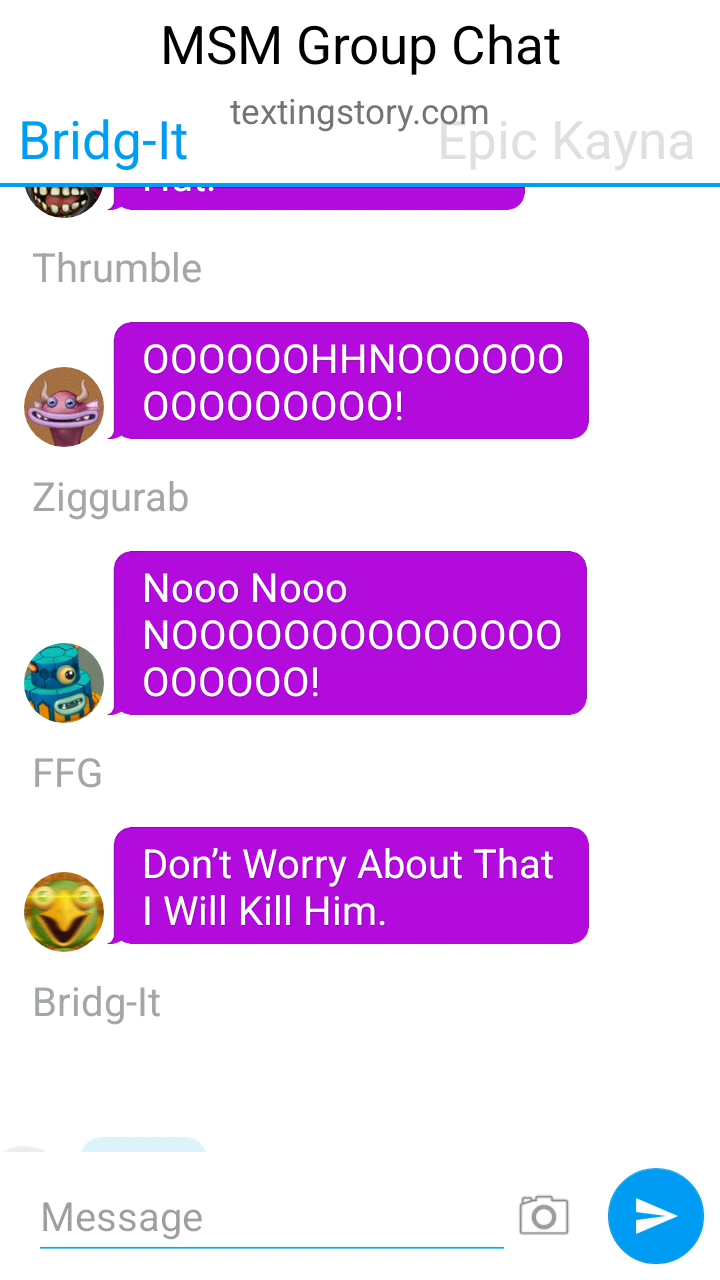 MSM Group Chat
textingstory.com
Bridg-It
Epic Kayna
Thrumble
OOOOOOHHNOOOOOO
OOOOOOOOO!
Ziggurab
Nooo Nooo
NOOOOOOOOOOOOOO
OOOOOO!
FFG
Don’t Worry About That
I Will Kill Him.
Bridg-It
Message